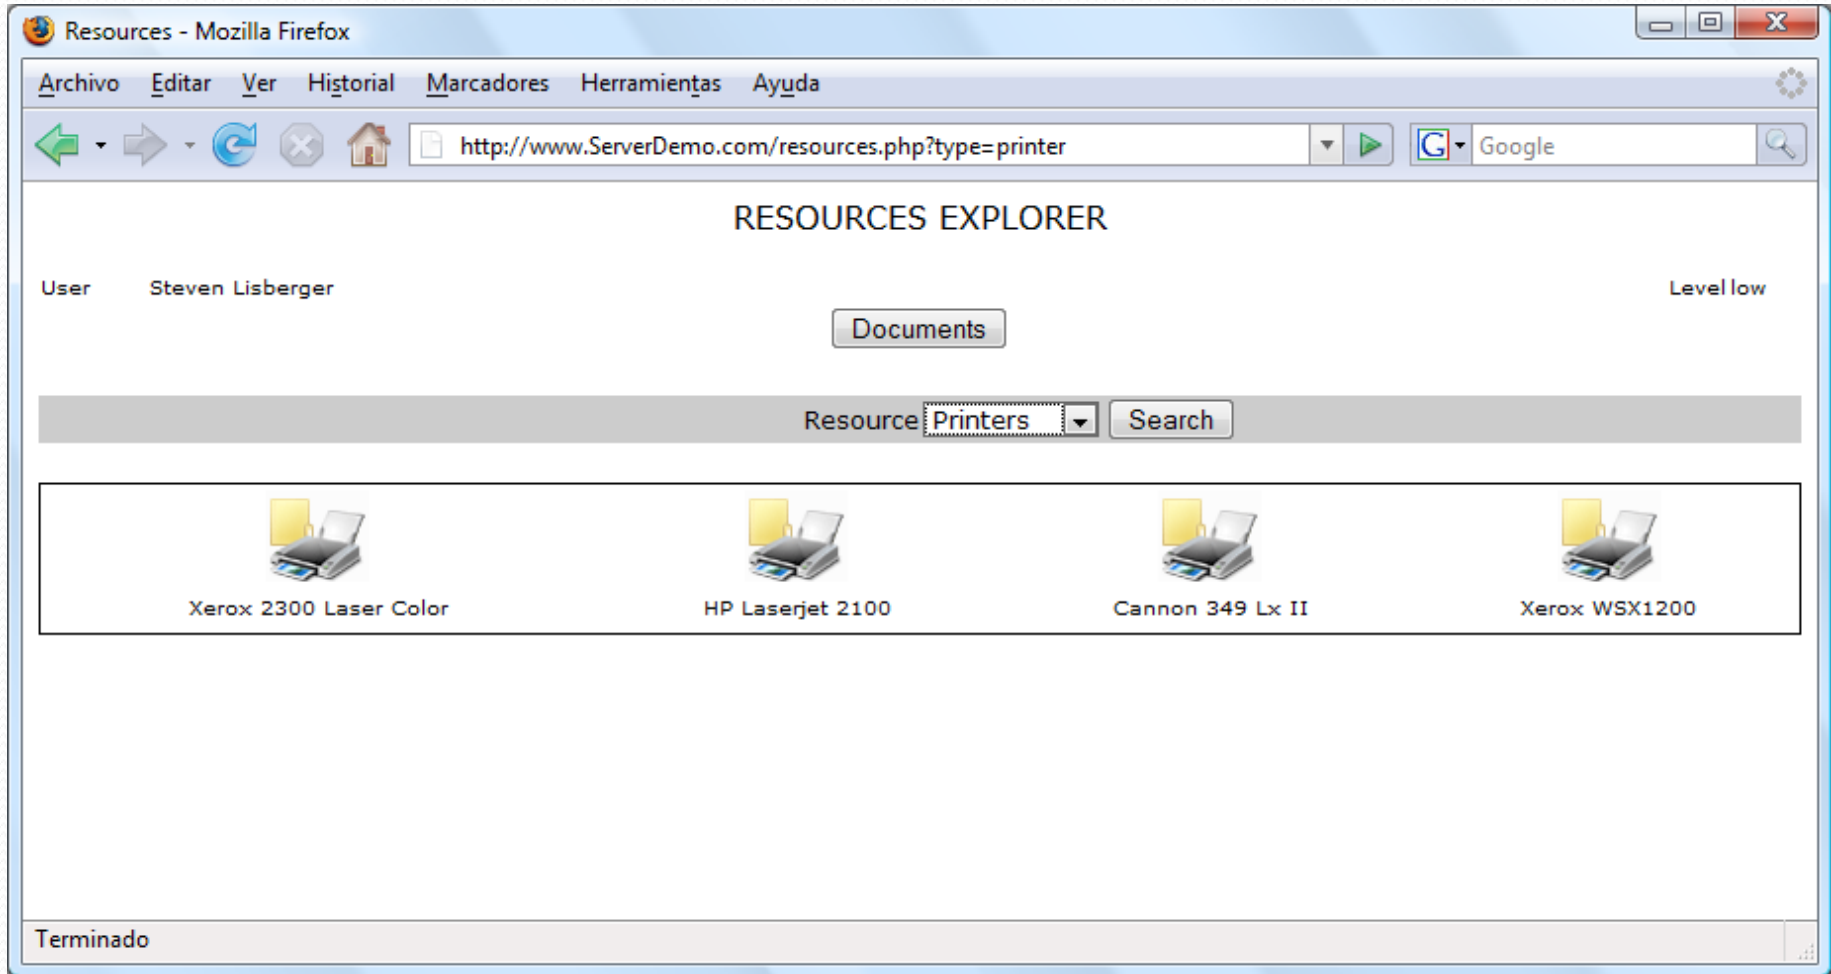 Resources - Mozilla Firefox
Archivo Editar Ver Historial Marcadores Herramientas Ayuda
http://www.ServerDemo.com/resources.php?type=printer G Google
RESOURCES EXPLORER
User Steven Lisberger Level low
Documents
Resource Printers Search
Xerox 2300 Laser Color HP Laserjet 2100 Cannon 349 Lx II Xerox WSX1200
Terminado